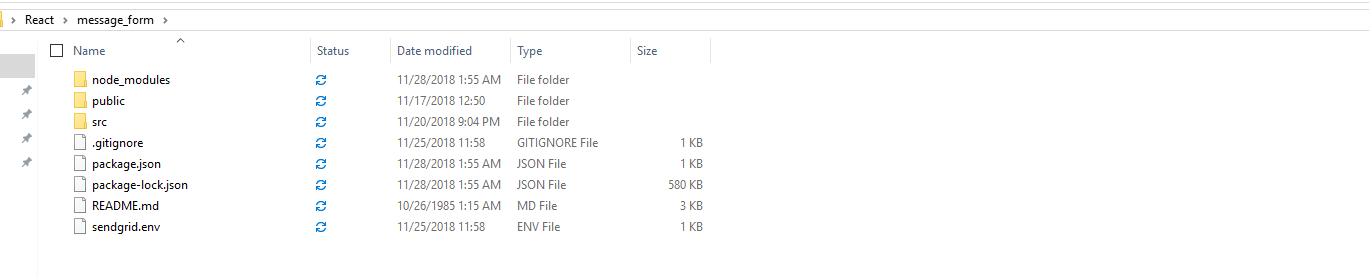 React > message_form >
Name Status Date modified Type Size
node_modules 11/28/2018 1:55 AM File folder
public 11/17/2018 12:50 File folder
src 11/20/2018 9:04 PM File folder
.gitignore 11/25/2018 11:58 GITIGNORE File 1 KB
package.json 11/28/2018 1:55 AM JSON File 1 KB
package-lock.json 11/28/2018 1:55 AM JSON File 580 KB
README.md 10/26/1985 1:15 AM MD File 3 KB
sendgrid.env 11/25/2018 11:58 ENV File 1 KB